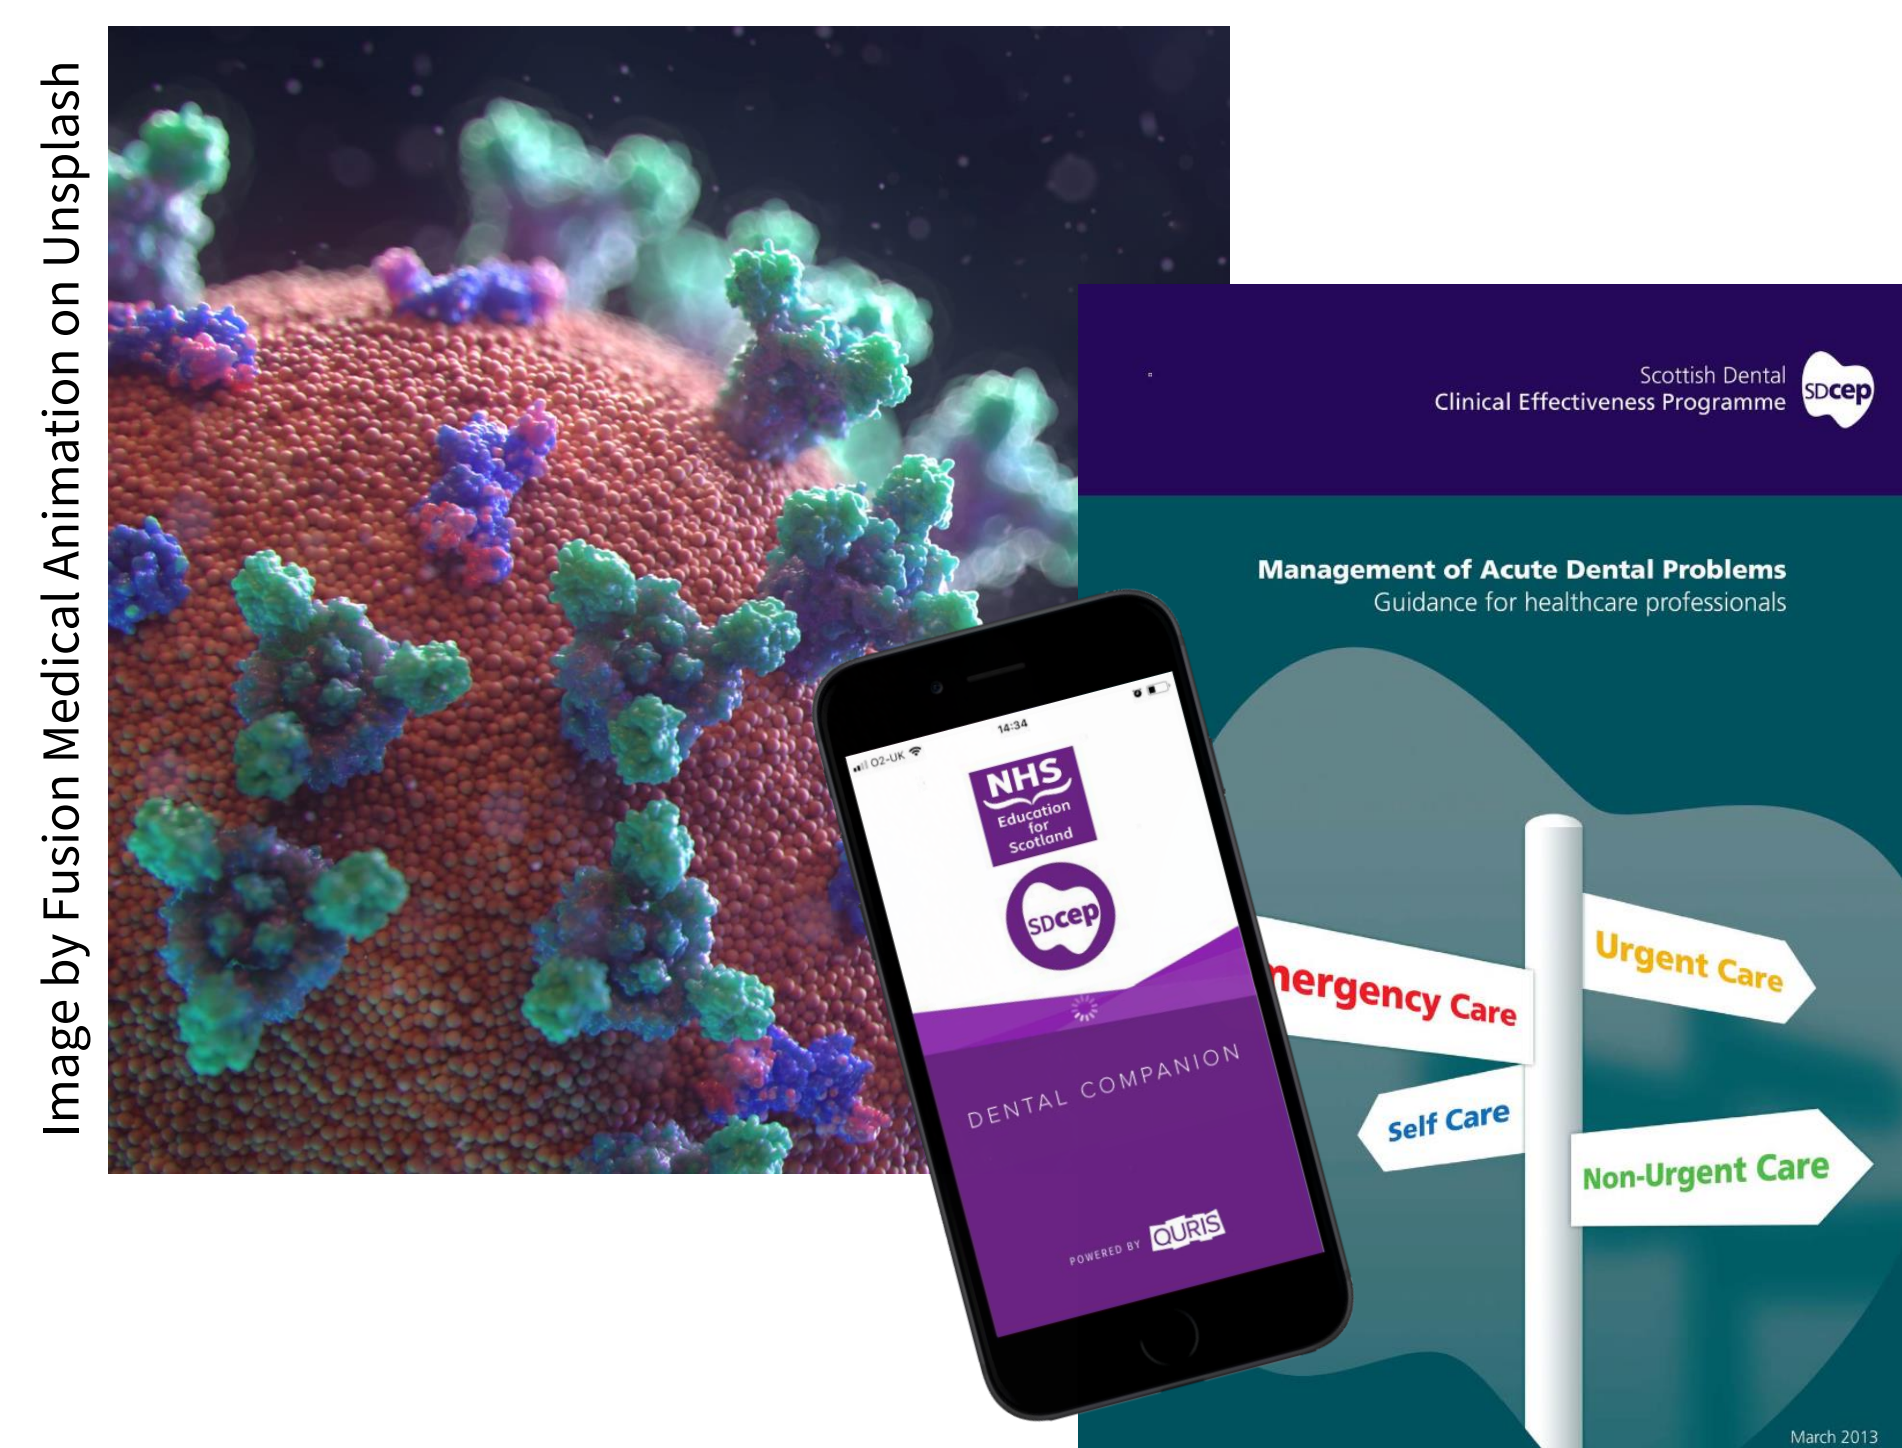 Image by Fusion Medical Animation on Unsplash
Scottish Dental
Clinical Effectiveness Programme
SDcep
Management of Acute Dental Problems
Guidance for healthcare professionals
O2-UK
14:34
NHS
Education
for
Scotland
SDcep
DENTAL COMPANION
POWERED BY QURIS
mergency Care
Urgent Care
Self Care
Non-Urgent Care
March 2013